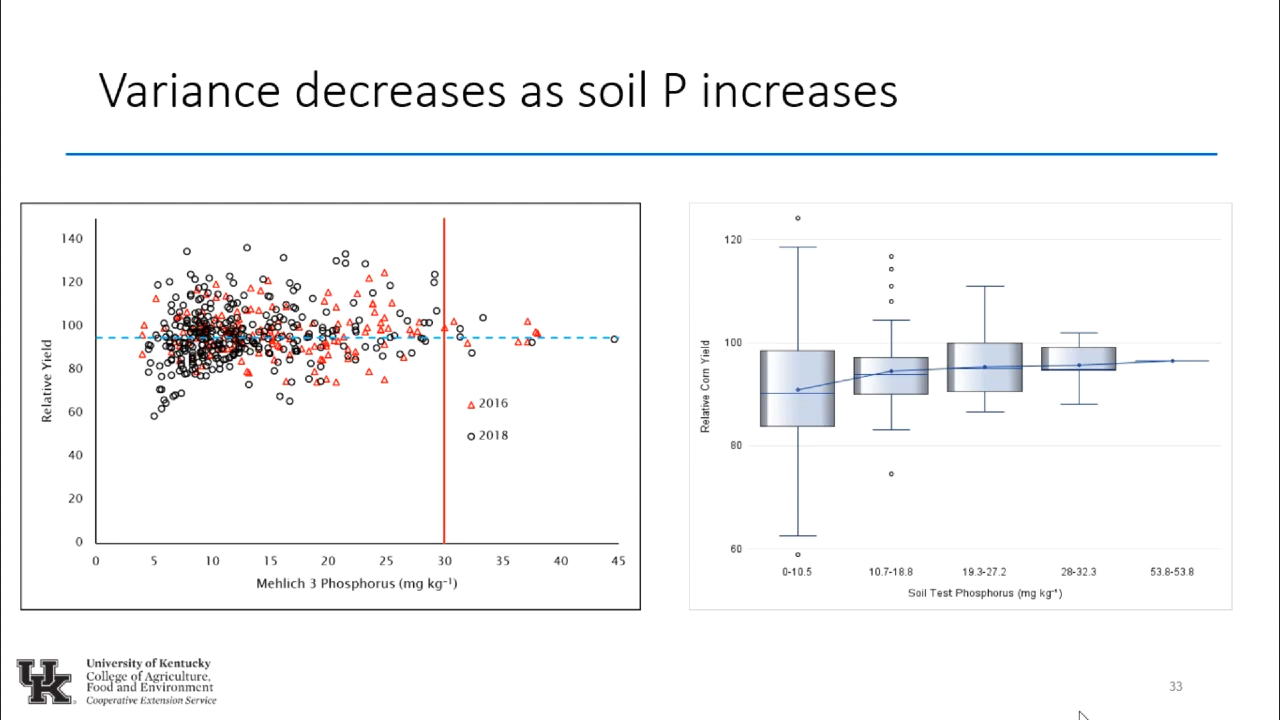 Variance decreases as soil P increases
140
120
100
80
60
40
20
0
Relative Yield
2016
2018
0 5 10 15 20 25 30 35 40 45
Mehlich 3 Phosphorus (mg kg⁻¹)
120
100
80
60
Relative Corn Yield
0-10.5 10.7-18.8 19.3-27.2 28-32.3 53.8-53.8
Soil Test Phosphorus (mg kg⁻¹)
UK
University of Kentucky
College of Agriculture,
Food and Environment
Cooperative Extension Service
33